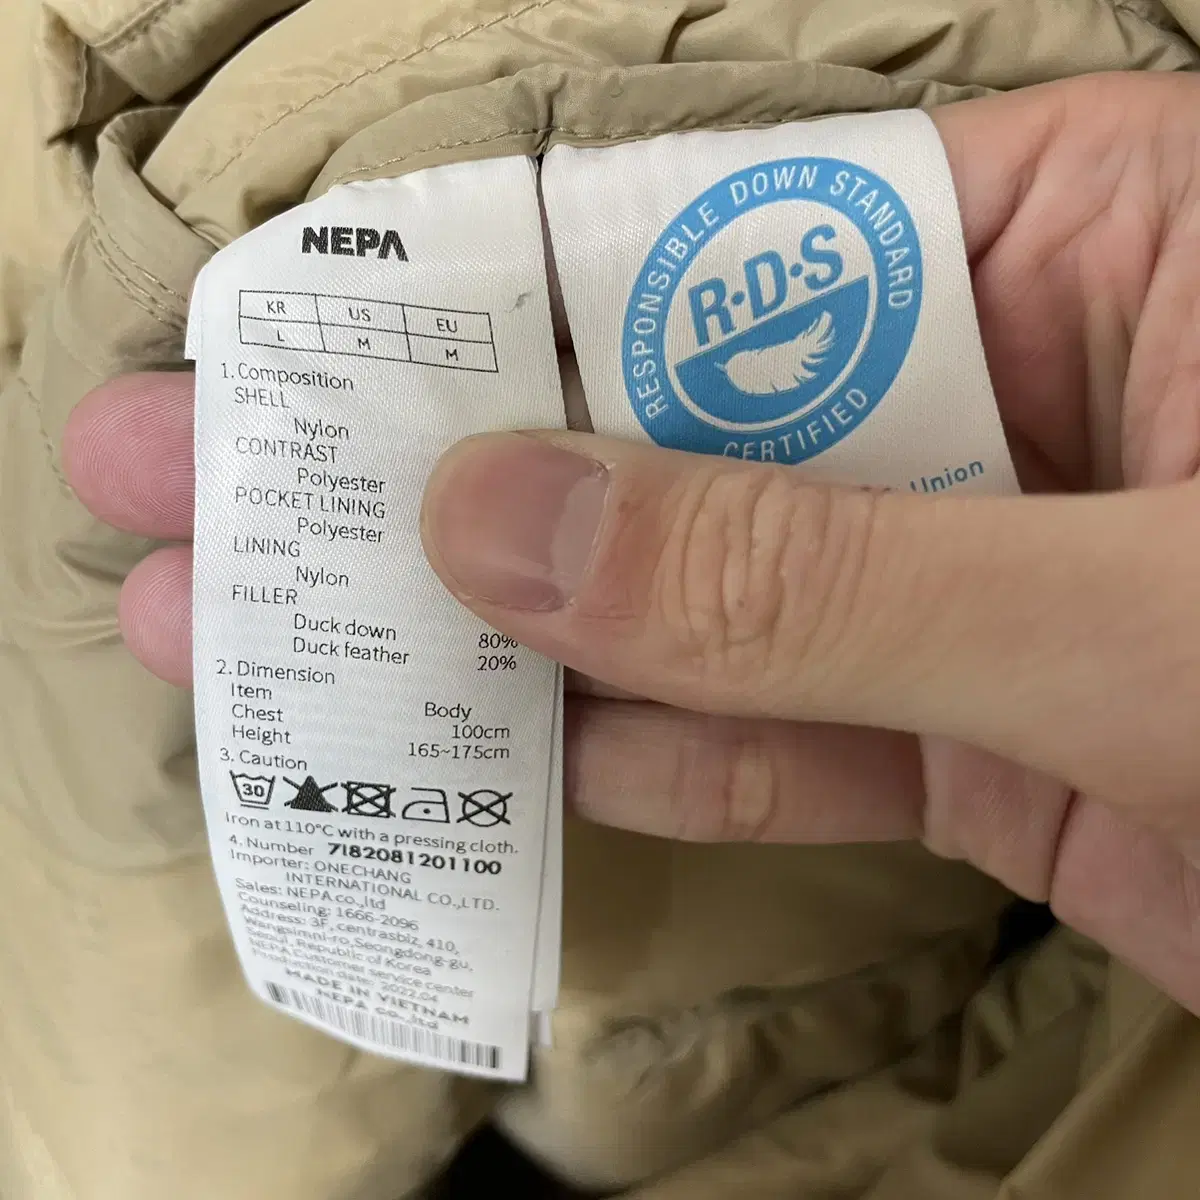 NEPA
KR US EU
L M M
1. Composition
SHELL
Nylon
CONTRAST
Polyester
POCKET LINING
Polyester
LINING
Nylon
FILLER
Duck down 80%
Duck feather 20%
2. Dimension
Item Body
Chest 100cm
Height 165~175cm
3. Caution
30
Iron at 110°C with a pressing cloth.
4. Number 7I82081201100
Importer: ONECHANG
INTERNATIONAL CO.,LTD.
Sales: NEPA co.,ltd
Counseling: 1666-2096
Address: 3F, centrasbiz, 410,
Wangsimni-ro, Seongdong-gu,
Seoul, Republic of Korea
NEPA Customer service center
Production date: 2022.04
MADE IN VIETNAM
NEPA co.,ltd
RESPONSIBLE DOWN STANDARD
R·D·S
CERTIFIED
Union